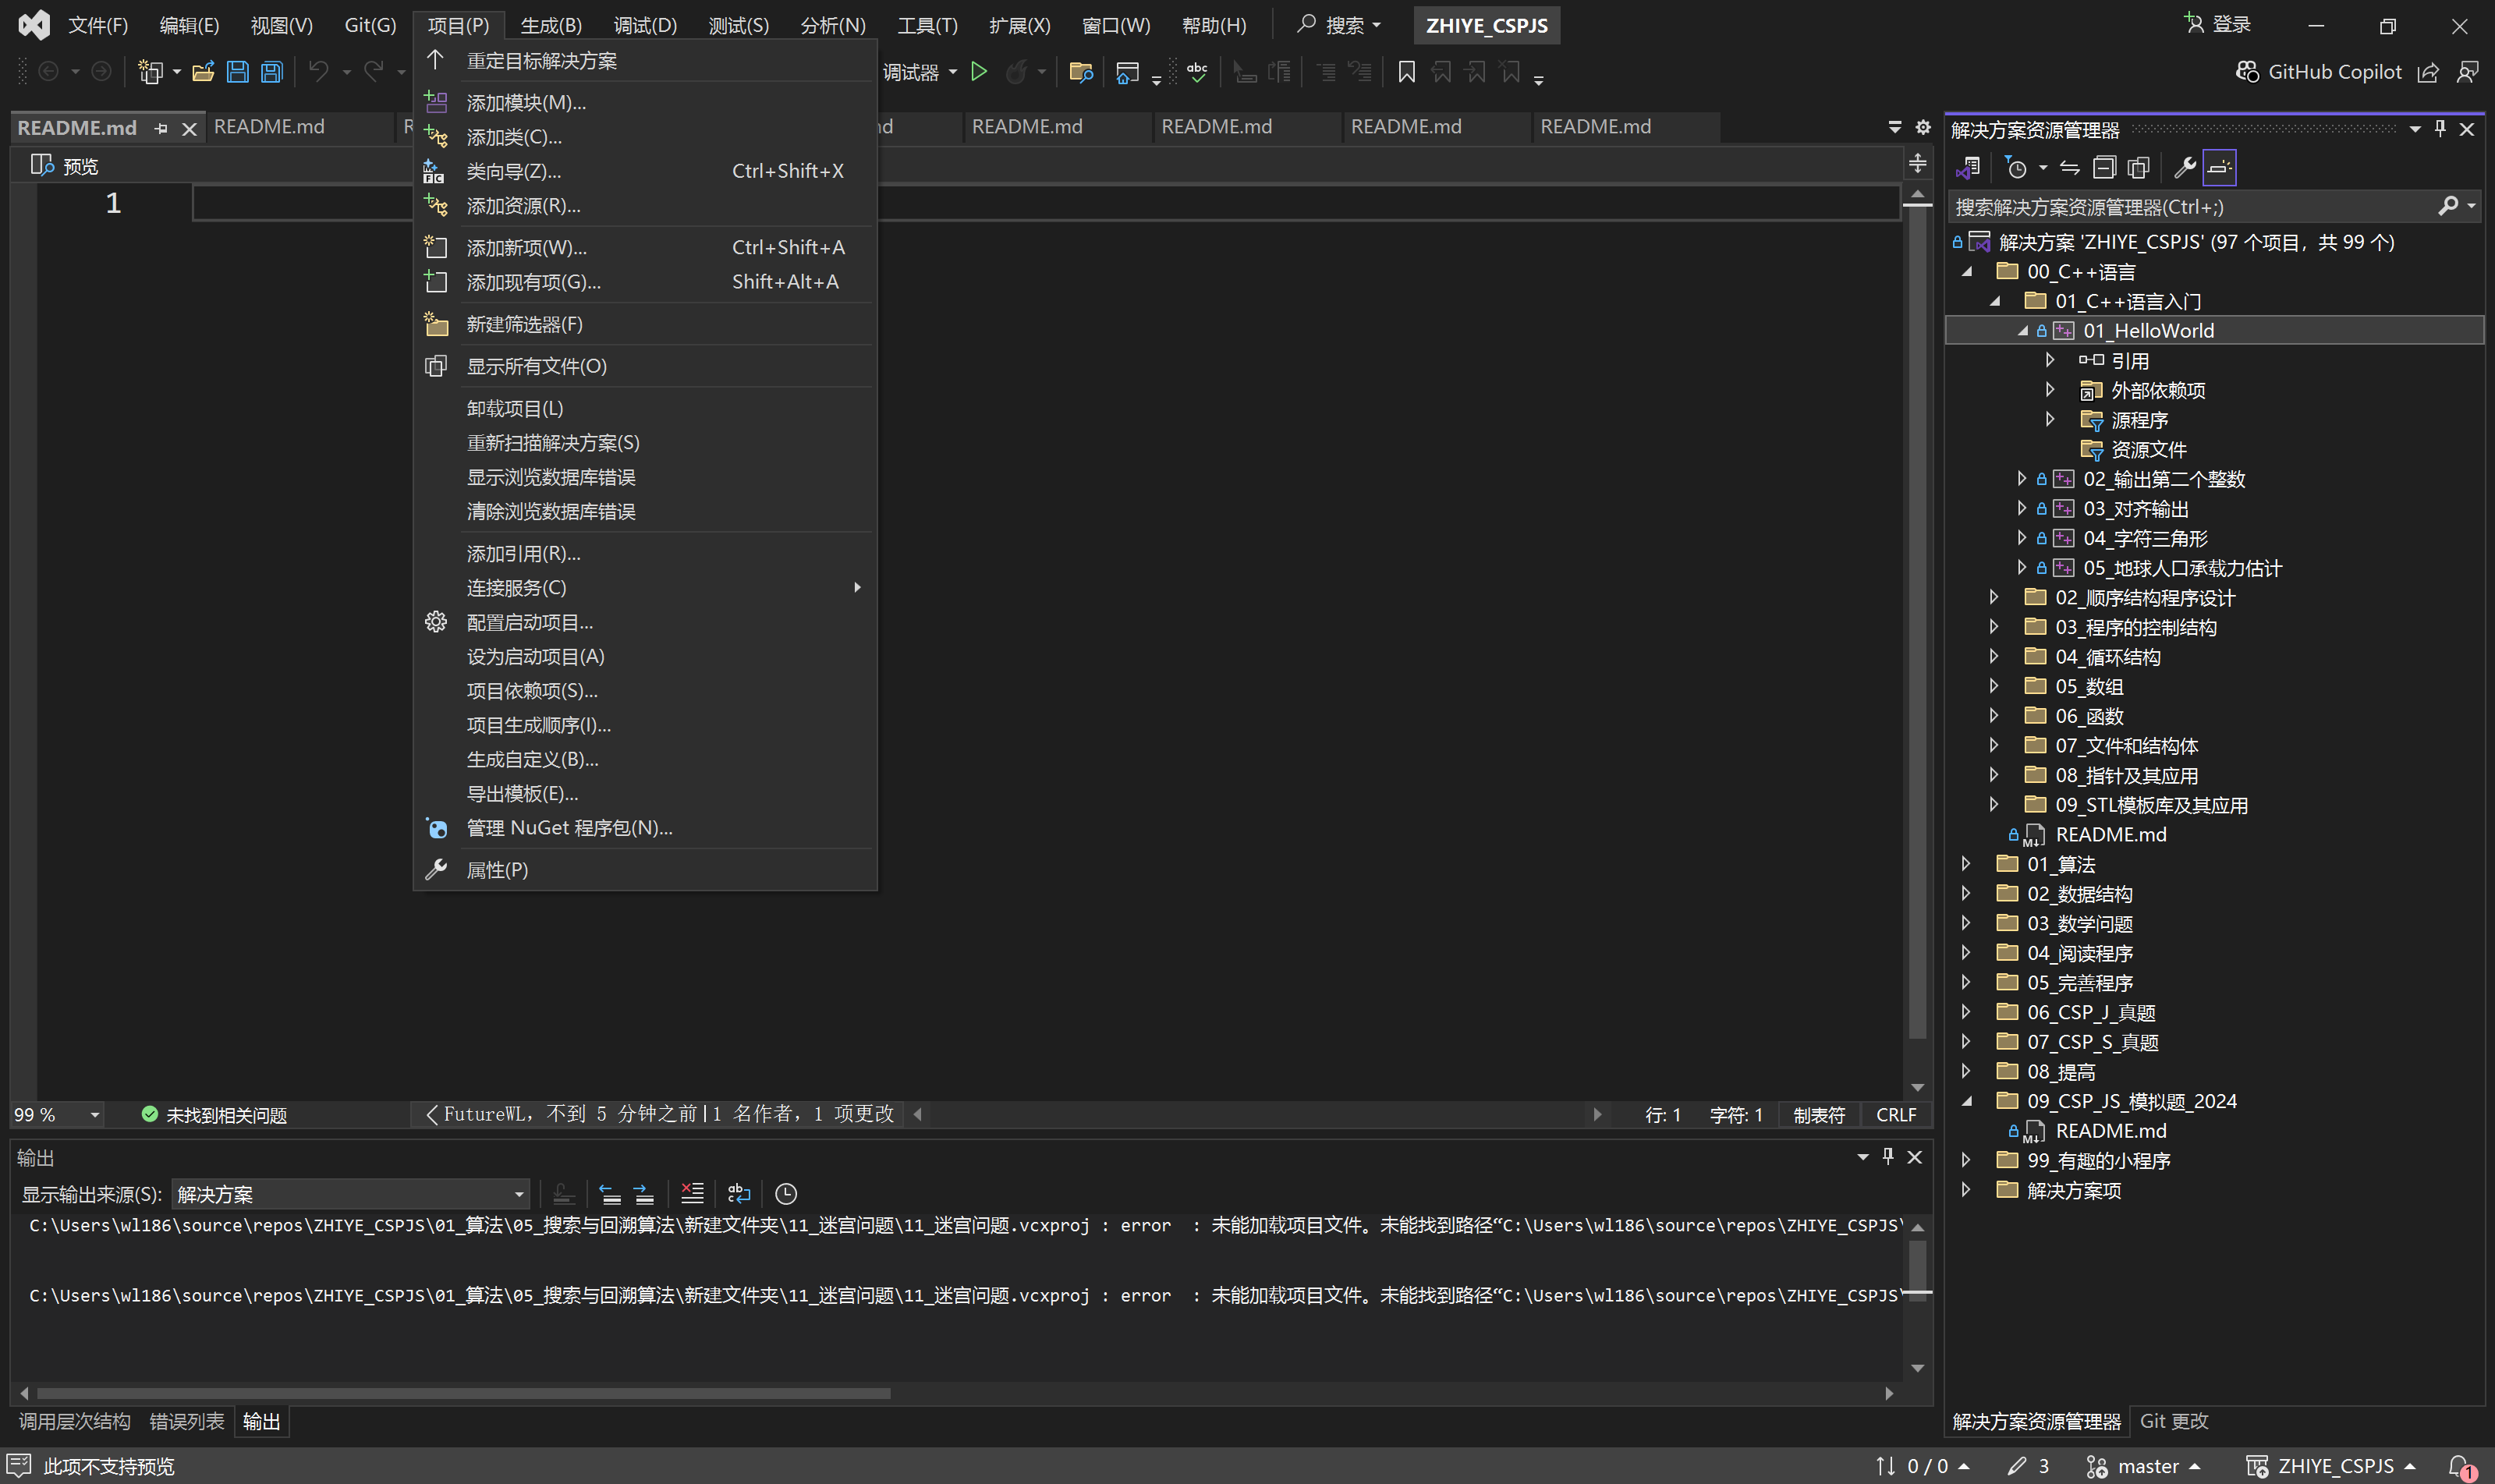 文件(F) 编辑(E) 视图(V) Git(G) 项目(P) 生成(B) 调试(D) 测试(S) 分析(N) 工具(T) 扩展(X) 窗口(W) 帮助(H) 搜索 ZHIYE_CSPJS 登录
调试器 abc GitHub Copilot
README.md README.md README.md README.md README.md README.md
预览
1
重定目标解决方案
添加模块(M)...
添加类(C)...
类向导(Z)... Ctrl+Shift+X
添加资源(R)...
添加新项(W)... Ctrl+Shift+A
添加现有项(G)... Shift+Alt+A
新建筛选器(F)
显示所有文件(O)
卸载项目(L)
重新扫描解决方案(S)
显示浏览数据库错误
清除浏览数据库错误
添加引用(R)...
连接服务(C)
配置启动项目...
设为启动项目(A)
项目依赖项(S)...
项目生成顺序(I)...
生成自定义(B)...
导出模板(E)...
管理 NuGet 程序包(N)...
属性(P)
99 % 未找到相关问题 FutureWL，不到 5 分钟之前|1 名作者，1 项更改 行: 1 字符: 1 制表符 CRLF
输出
显示输出来源(S): 解决方案
C:\Users\wl186\source\repos\ZHIYE_CSPJS\01_算法\05_搜索与回溯算法\新建文件夹\11_迷宫问题\11_迷宫问题.vcxproj : error  : 未能加载项目文件。未能找到路径“C:\Users\wl186\source\repos\ZHIYE_CSPJS\
C:\Users\wl186\source\repos\ZHIYE_CSPJS\01_算法\05_搜索与回溯算法\新建文件夹\11_迷宫问题\11_迷宫问题.vcxproj : error  : 未能加载项目文件。未能找到路径“C:\Users\wl186\source\repos\ZHIYE_CSPJS\
调用层次结构 错误列表 输出
解决方案资源管理器
搜索解决方案资源管理器(Ctrl+;)
解决方案 'ZHIYE_CSPJS' (97 个项目，共 99 个)
00_C++语言
01_C++语言入门
01_HelloWorld
引用
外部依赖项
源程序
资源文件
02_输出第二个整数
03_对齐输出
04_字符三角形
05_地球人口承载力估计
02_顺序结构程序设计
03_程序的控制结构
04_循环结构
05_数组
06_函数
07_文件和结构体
08_指针及其应用
09_STL模板库及其应用
README.md
01_算法
02_数据结构
03_数学问题
04_阅读程序
05_完善程序
06_CSP_J_真题
07_CSP_S_真题
08_提高
09_CSP_JS_模拟题_2024
README.md
99_有趣的小程序
解决方案项
解决方案资源管理器 Git 更改
此项不支持预览 0 / 0 3 master ZHIYE_CSPJS 1